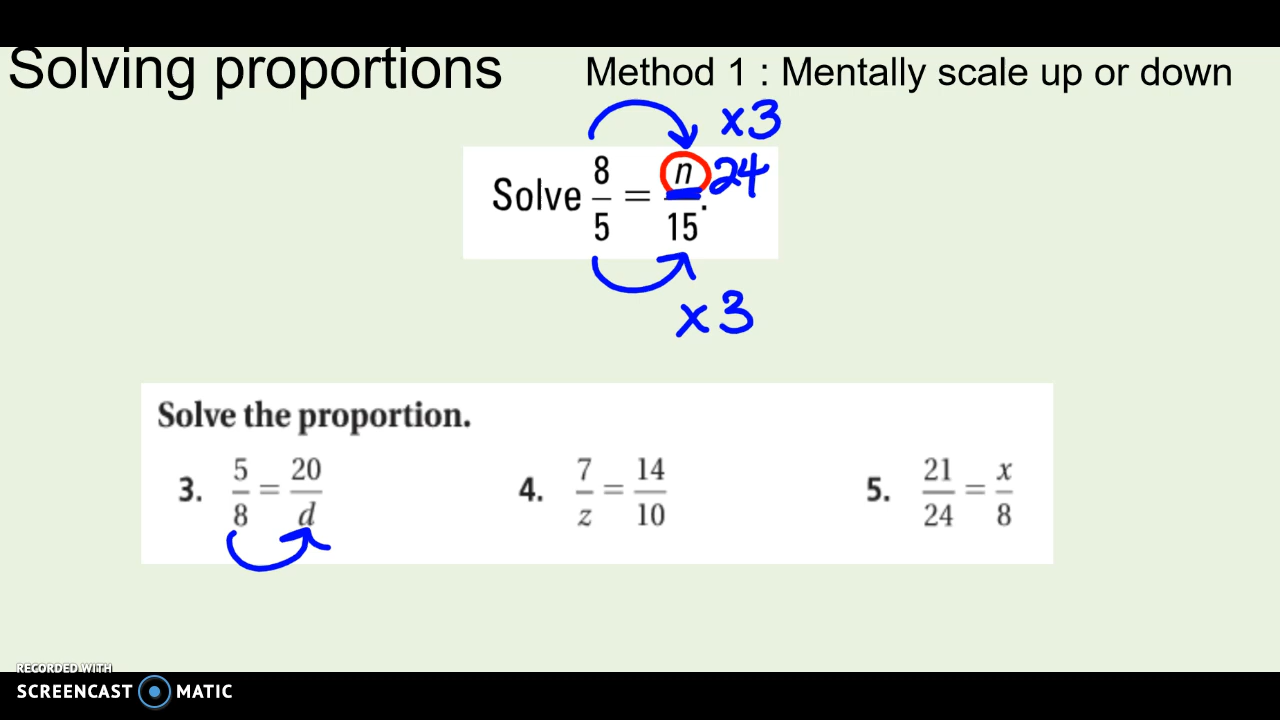 Solving proportions Method 1 : Mentally scale up or down
x3
Solve 8/5 = n/15. 24
x3
Solve the proportion.
3. 5/8 = 20/d 4. 7/z = 14/10 5. 21/24 = x/8
RECORDED WITH
SCREENCAST MATIC